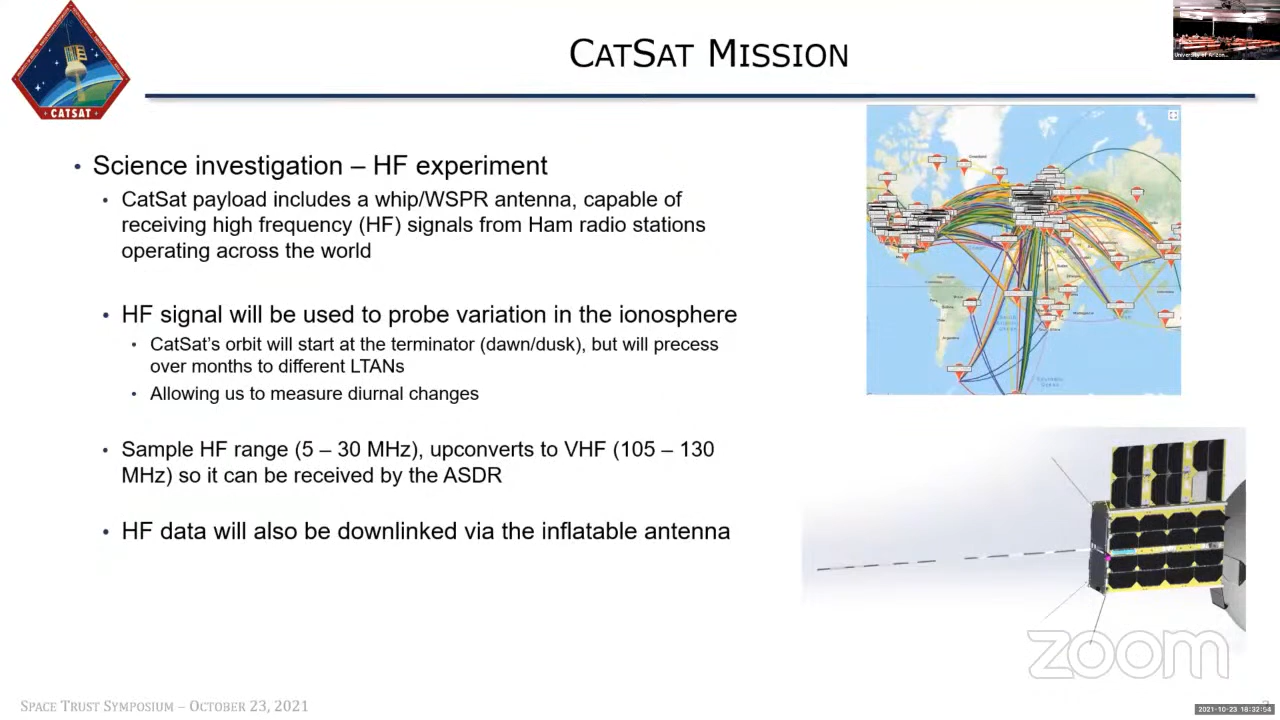 CATSAT MISSION
CATSAT
University of Arizon...
• Science investigation – HF experiment
• CatSat payload includes a whip/WSPR antenna, capable of
receiving high frequency (HF) signals from Ham radio stations
operating across the world
• HF signal will be used to probe variation in the ionosphere
• CatSat's orbit will start at the terminator (dawn/dusk), but will precess
over months to different LTANs
• Allowing us to measure diurnal changes
• Sample HF range (5 – 30 MHz), upconverts to VHF (105 – 130
MHz) so it can be received by the ASDR
• HF data will also be downlinked via the inflatable antenna
Greenland
zoom
SPACE TRUST SYMPOSIUM – OCTOBER 23, 2021
2021-10-23 18:32:54